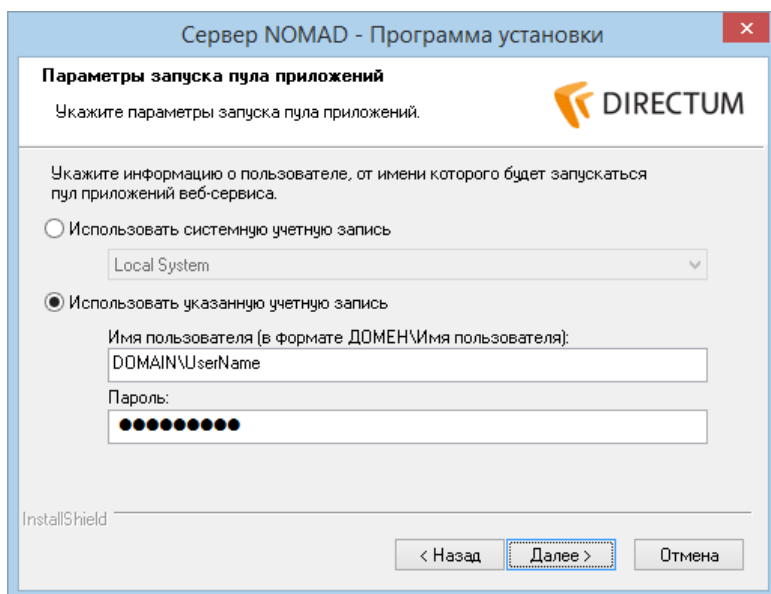 Сервер NOMAD - Программа установки
Параметры запуска пула приложений
Укажите параметры запуска пула приложений.
DIRECTUM
Укажите информацию о пользователе, от имени которого будет запускаться
пул приложений веб-сервиса.
Использовать системную учетную запись
Local System
Использовать указанную учетную запись
Имя пользователя (в формате ДОМЕН\Имя пользователя):
DOMAIN\UserName
Пароль:
●●●●●●●●●
InstallShield
< Назад
Далее >
Отмена